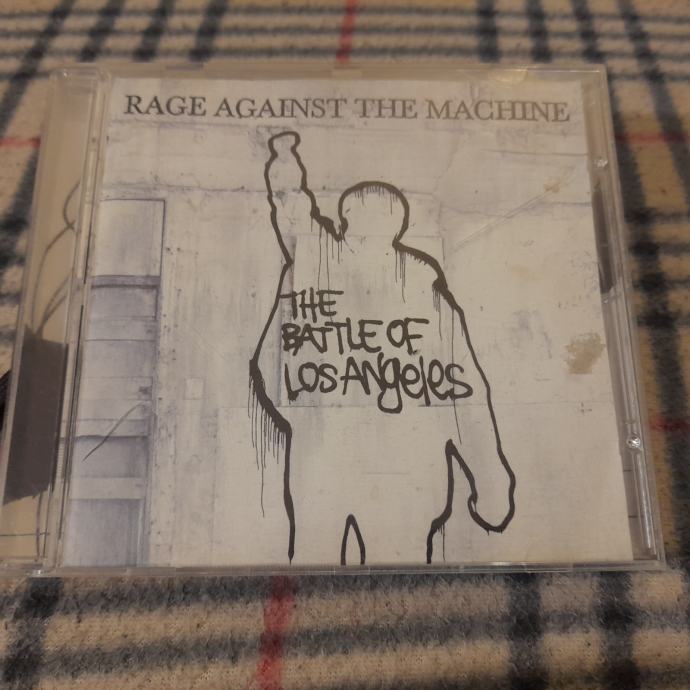 RAGE AGAINST THE MACHINE
THE
BATTLE OF
LOS ANgeleS